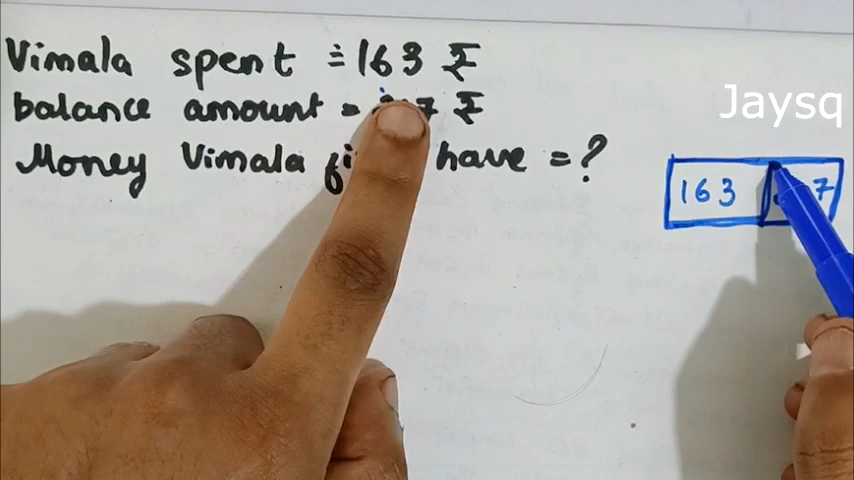 Vimala spent = 163 ₹
balance amount = ₹
Money Vimala have = ?
163
Jaysq